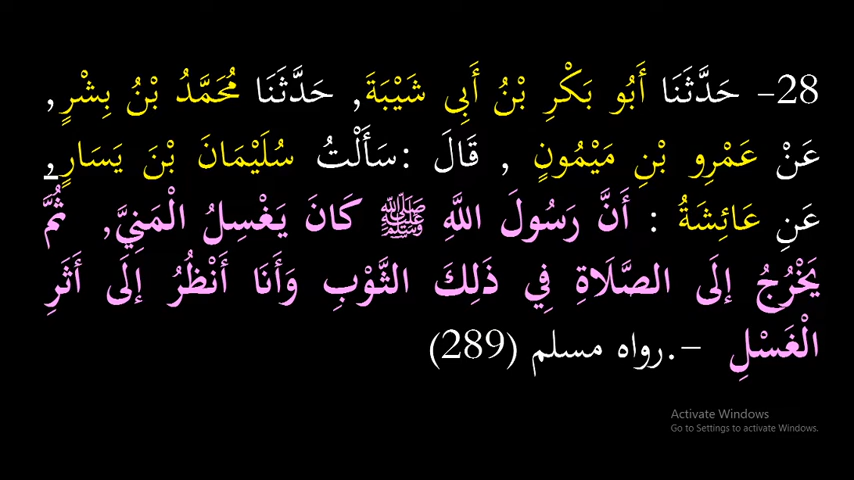 28- حَدَّثَنَا أَبُو بَكْرِ بْنُ أَبِي شَيْبَةَ, حَدَّثَنَا مُحَمَّدُ بْنُ بِشْرٍ,
عَنْ عَمْرِو بْنِ مَيْمُونٍ , قَالَ :سَأَلْتُ سُلَيْمَانَ بْنَ يَسَارٍ,
عَنِ عَائِشَةُ : أَنَّ رَسُولَ اللَّهِ ﷺ كَانَ يَغْسِلُ الْمَنِيَّ, ثُمَّ
يَخْرُجُ إِلَى الصَّلَاةِ فِي ذَلِكَ الثَّوْبِ وَأَنَا أَنْظُرُ إِلَى أَثَرِ
الْغَسْلِ –.رواه مسلم (289)
Activate Windows
Go to Settings to activate Windows.